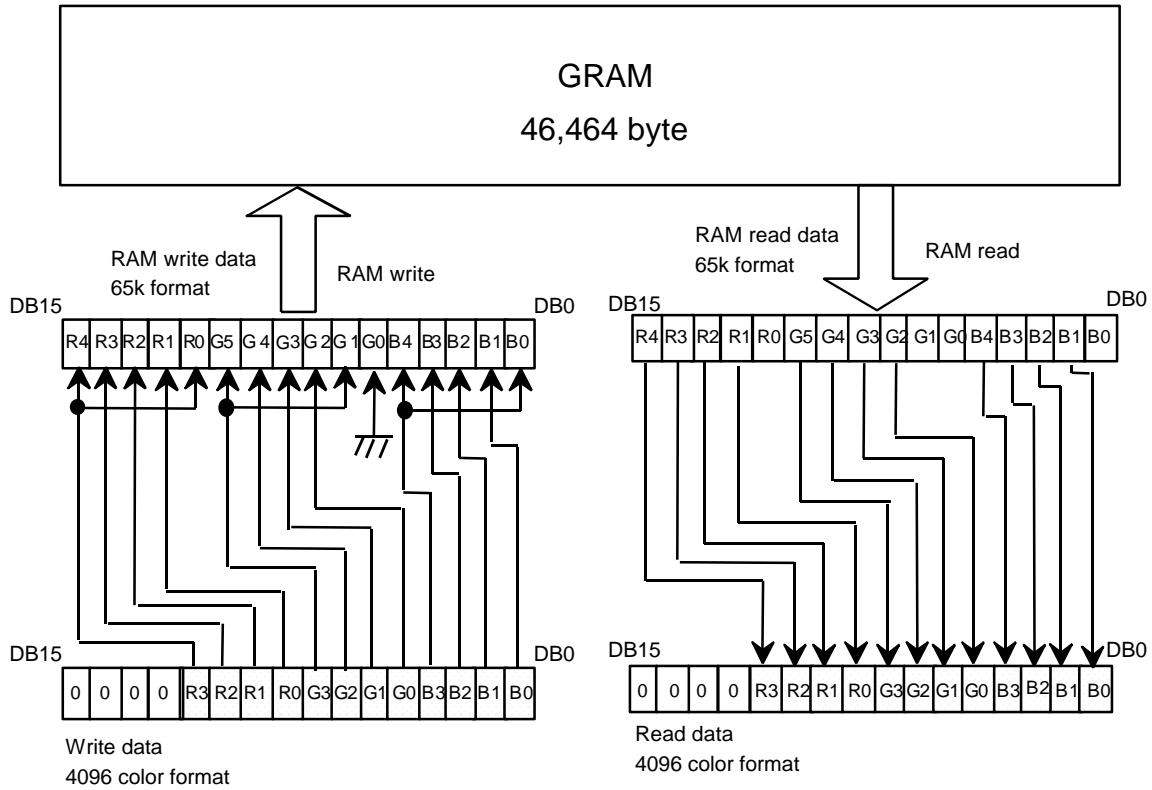 GRAM
46,464 byte
RAM write data
65k format
RAM write
RAM read data
65k format
RAM read
DB15 DB0
R4 R3 R2 R1 R0 G5 G4 G3 G2 G1 G0 B4 B3 B2 B1 B0
DB15 DB0
R4 R3 R2 R1 R0 G5 G4 G3 G2 G1 G0 B4 B3 B2 B1 B0
DB15 DB0
0 0 0 0 R3 R2 R1 R0 G3 G2 G1 G0 B3 B2 B1 B0
Write data
4096 color format
DB15 DB0
0 0 0 0 R3 R2 R1 R0 G3 G2 G1 G0 B3 B2 B1 B0
Read data
4096 color format